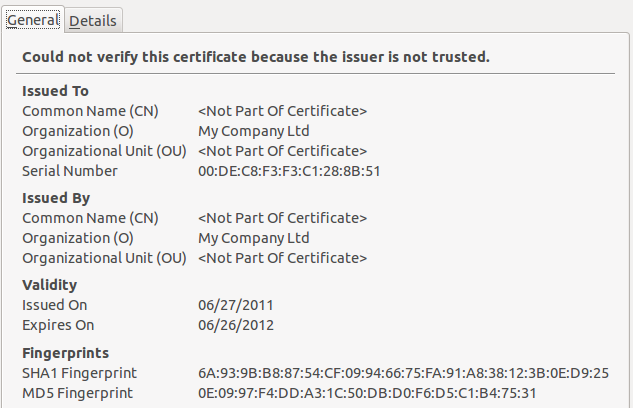 General Details
Could not verify this certificate because the issuer is not trusted.
Issued To
Common Name (CN) <Not Part Of Certificate>
Organization (O) My Company Ltd
Organizational Unit (OU) <Not Part Of Certificate>
Serial Number 00:DE:C8:F3:F3:C1:28:8B:51
Issued By
Common Name (CN) <Not Part Of Certificate>
Organization (O) My Company Ltd
Organizational Unit (OU) <Not Part Of Certificate>
Validity
Issued On 06/27/2011
Expires On 06/26/2012
Fingerprints
SHA1 Fingerprint 6A:93:9B:B8:87:54:CF:09:94:66:75:FA:91:A8:38:12:3B:0E:D9:25
MD5 Fingerprint 0E:09:97:F4:DD:A3:1C:50:DB:D0:F6:D5:C1:B4:75:31